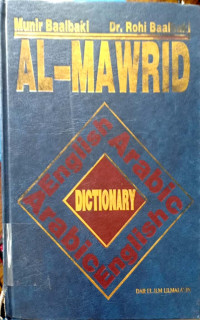 Munir Baalbaki Dr. Rohi Baalbaki
AL-MAWRID
English Arabic
DICTIONARY
Arabic English
DAR EL-ILM LILMALAYIN